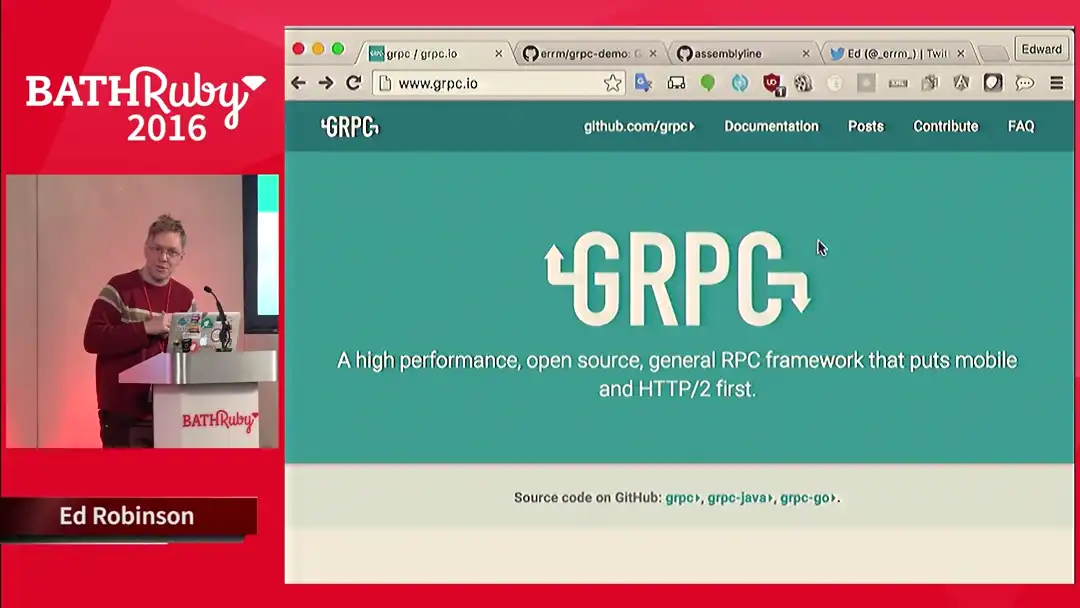 BATHRuby
2016
BATHRuby
Ed Robinson
grpc / grpc.io
errm/grpc-demo: G
assemblyline
Ed (@_errm_) | Twit
Edward
www.grpc.io
GRPC
github.com/grpc
Documentation
Posts
Contribute
FAQ
GRPC
A high performance, open source, general RPC framework that puts mobile
and HTTP/2 first.
Source code on GitHub: grpc, grpc-java, grpc-go.